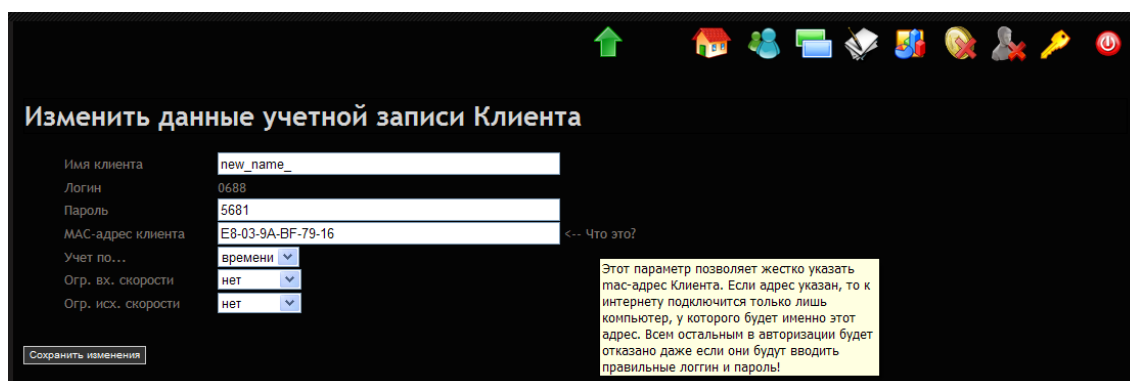 Изменить данные учетной записи Клиента
Имя клиента new_name_
Логин 0688
Пароль 5681
МАС-адрес клиента E8-03-9A-BF-79-16 <-- Что это?
Учет по... времени
Огр. вх. скорости нет
Огр. исх. скорости нет
Этот параметр позволяет жестко указать
mac-адрес Клиента. Если адрес указан, то к
интернету подключится только лишь
компьютер, у которого будет именно этот
адрес. Всем остальным в авторизации будет
отказано даже если они будут вводить
правильные логгин и пароль!
Сохранить изменения